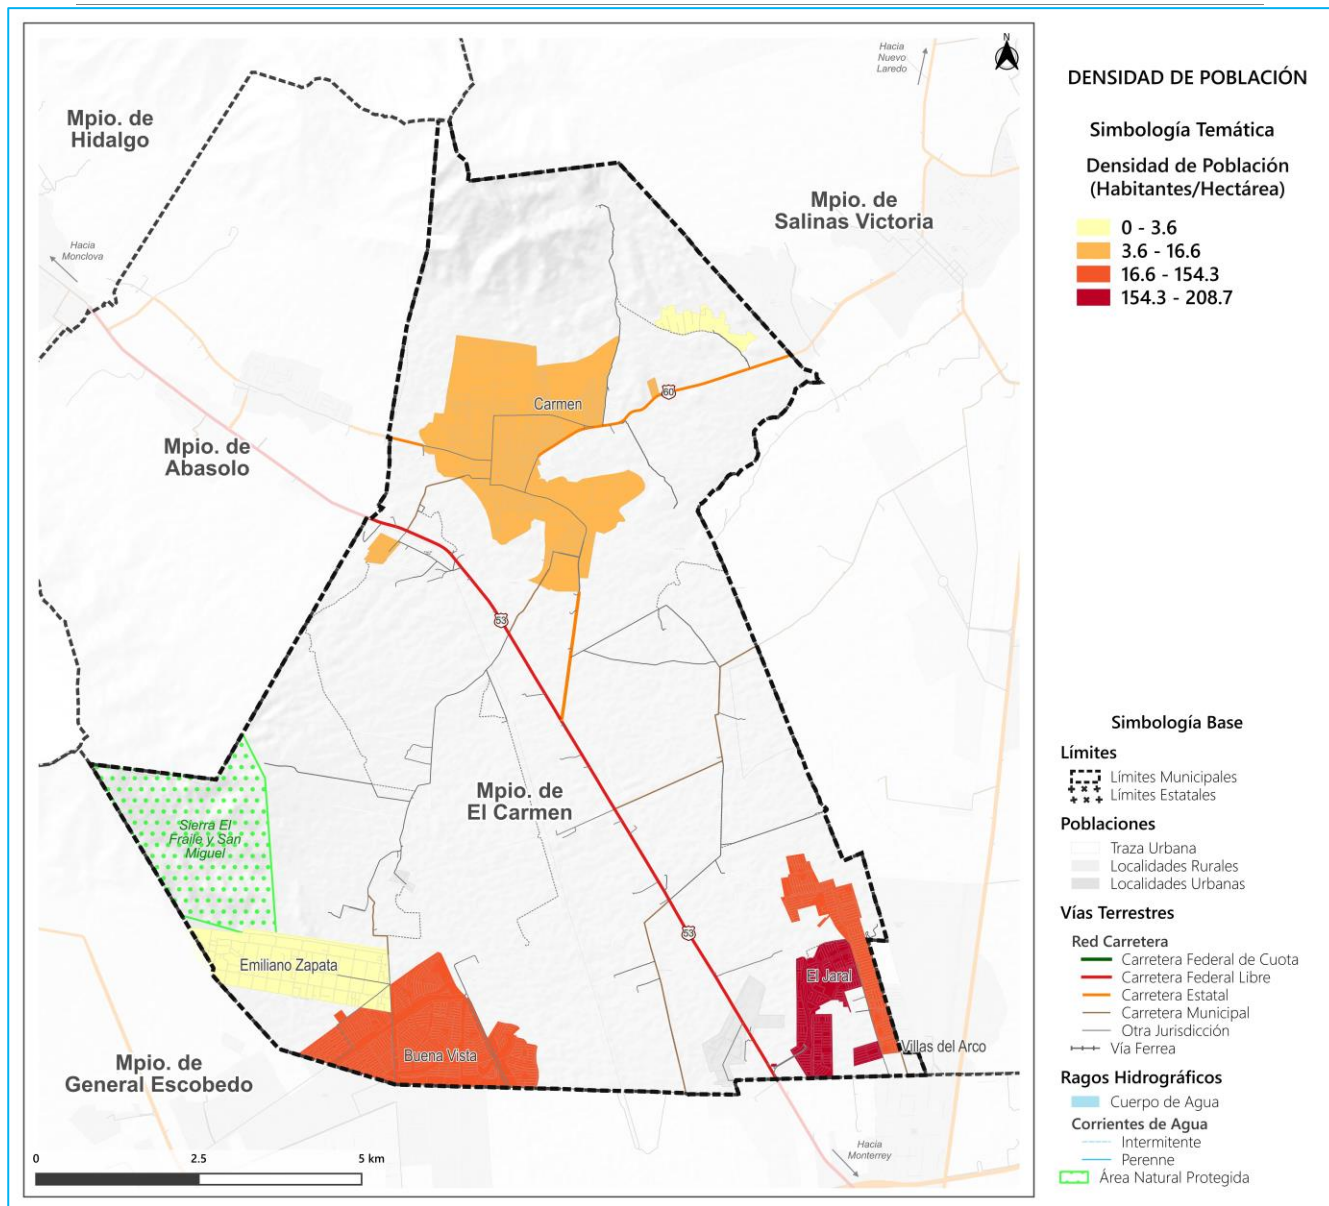 N
Hacia
Nuevo
Laredo
Mpio. de
Hidalgo
Mpio. de
Salinas Victoria
Hacia
Monclova
60
Carmen
Mpio. de
Abasolo
53
Mpio. de
El Carmen
Sierra El
Fraile y San
Miguel
53
Emiliano Zapata
El Jaral
Buena Vista
Villas del Arco
Mpio. de
General Escobedo
Hacia
Monterrey
0 2.5 5 km
DENSIDAD DE POBLACIÓN
Simbología Temática
Densidad de Población
(Habitantes/Hectárea)
0 - 3.6
3.6 - 16.6
16.6 - 154.3
154.3 - 208.7
Simbología Base
Límites
Límites Municipales
Límites Estatales
Poblaciones
Traza Urbana
Localidades Rurales
Localidades Urbanas
Vías Terrestres
Red Carretera
Carretera Federal de Cuota
Carretera Federal Libre
Carretera Estatal
Carretera Municipal
Otra Jurisdicción
Vía Ferrea
Ragos Hidrográficos
Cuerpo de Agua
Corrientes de Agua
Intermitente
Perenne
Área Natural Protegida